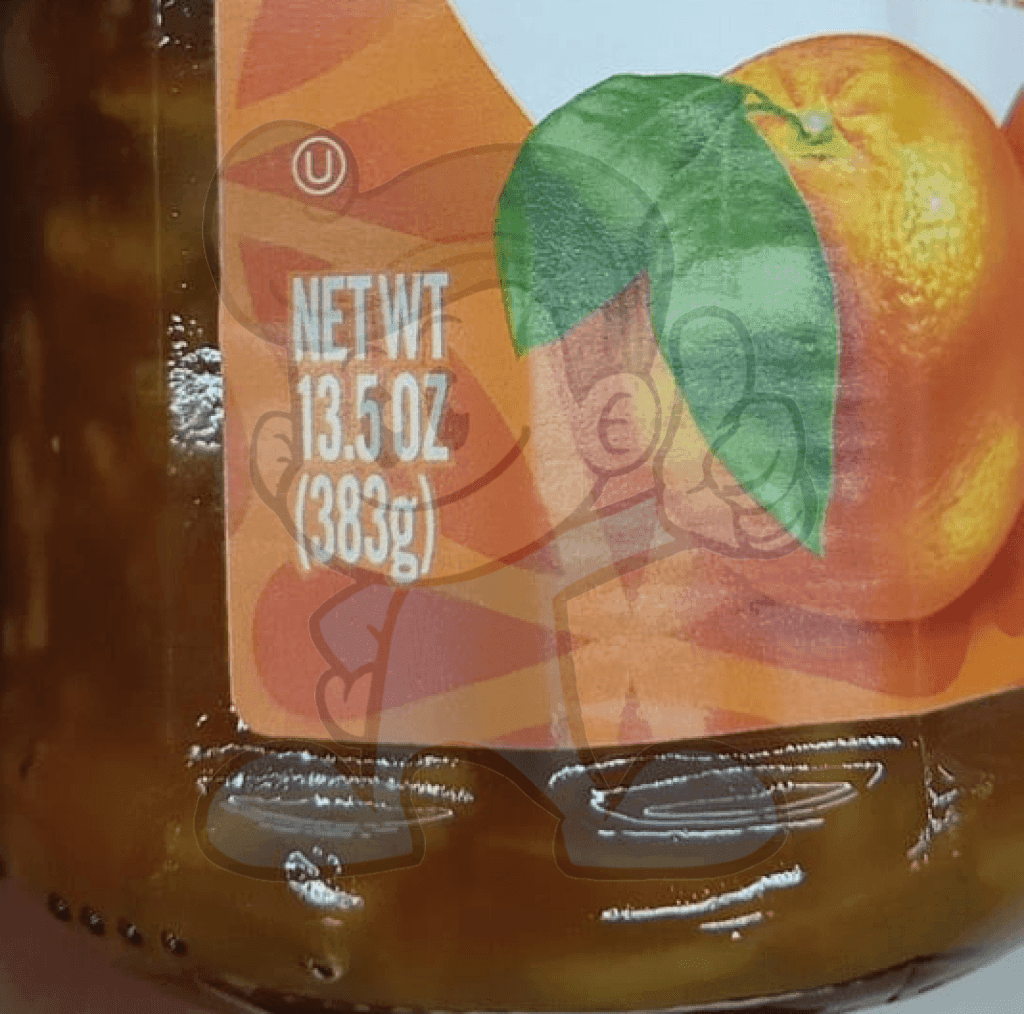 U
NET WT
13.5 OZ
(383g)
€